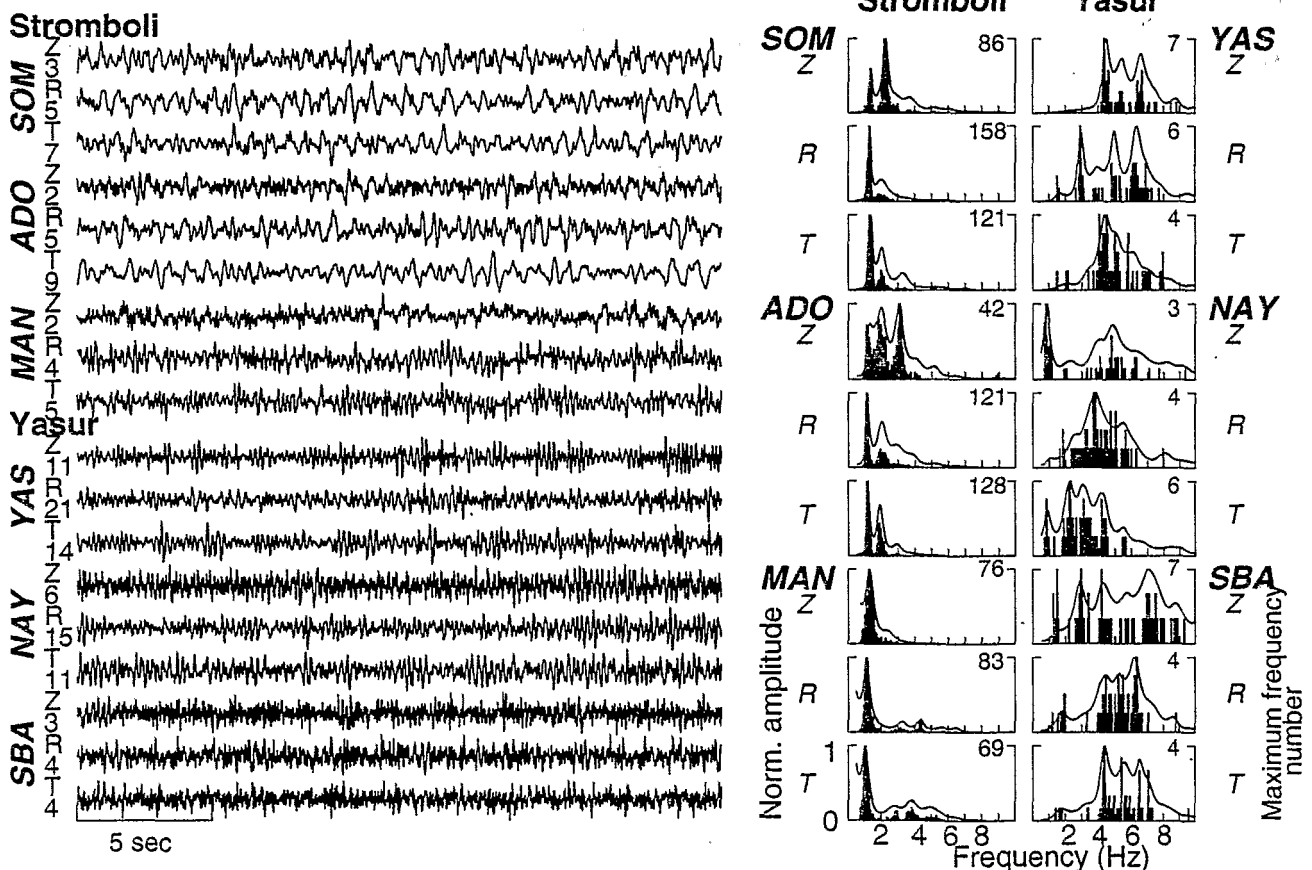 Stromboli
SOM
Z
3
R
5
T
7
ADO
Z
2
R
5
T
9
MAN
Z
2
R
4
T
5
Yasur
YAS
Z
11
R
21
T
14
NAY
Z
6
R
15
T
11
SBA
Z
3
R
4
T
4
5 sec
Stromboli Yasur
SOM 86 7 YAS
Z Z
R 158 6 R
T 121 4 T
ADO 42 3 NAY
Z Z
R 121 4 R
T 128 6 T
MAN 76 7 SBA
Z Z
R 83 4 R
T 1 69 4 T
0
Norm. amplitude
Maximum frequency
number
2 4 6 8 2 4 6 8
Frequency (Hz)